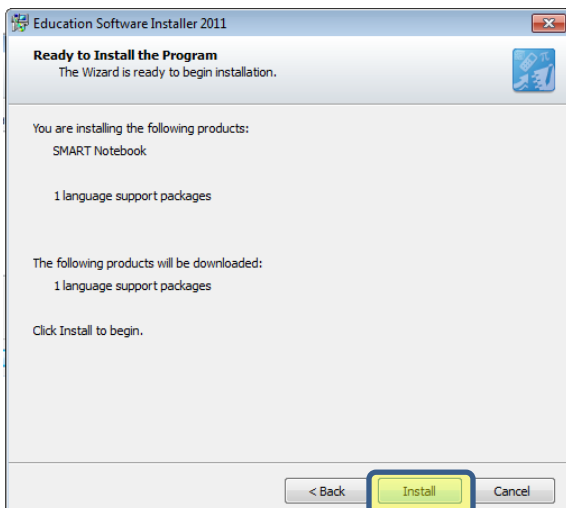 Education Software Installer 2011
Ready to Install the Program
The Wizard is ready to begin installation.
You are installing the following products:
SMART Notebook
1 language support packages
The following products will be downloaded:
1 language support packages
Click Install to begin.
< Back Install Cancel